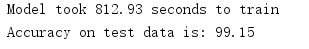 Model took 812.93 seconds to train
Accuracy on test data is: 99.15